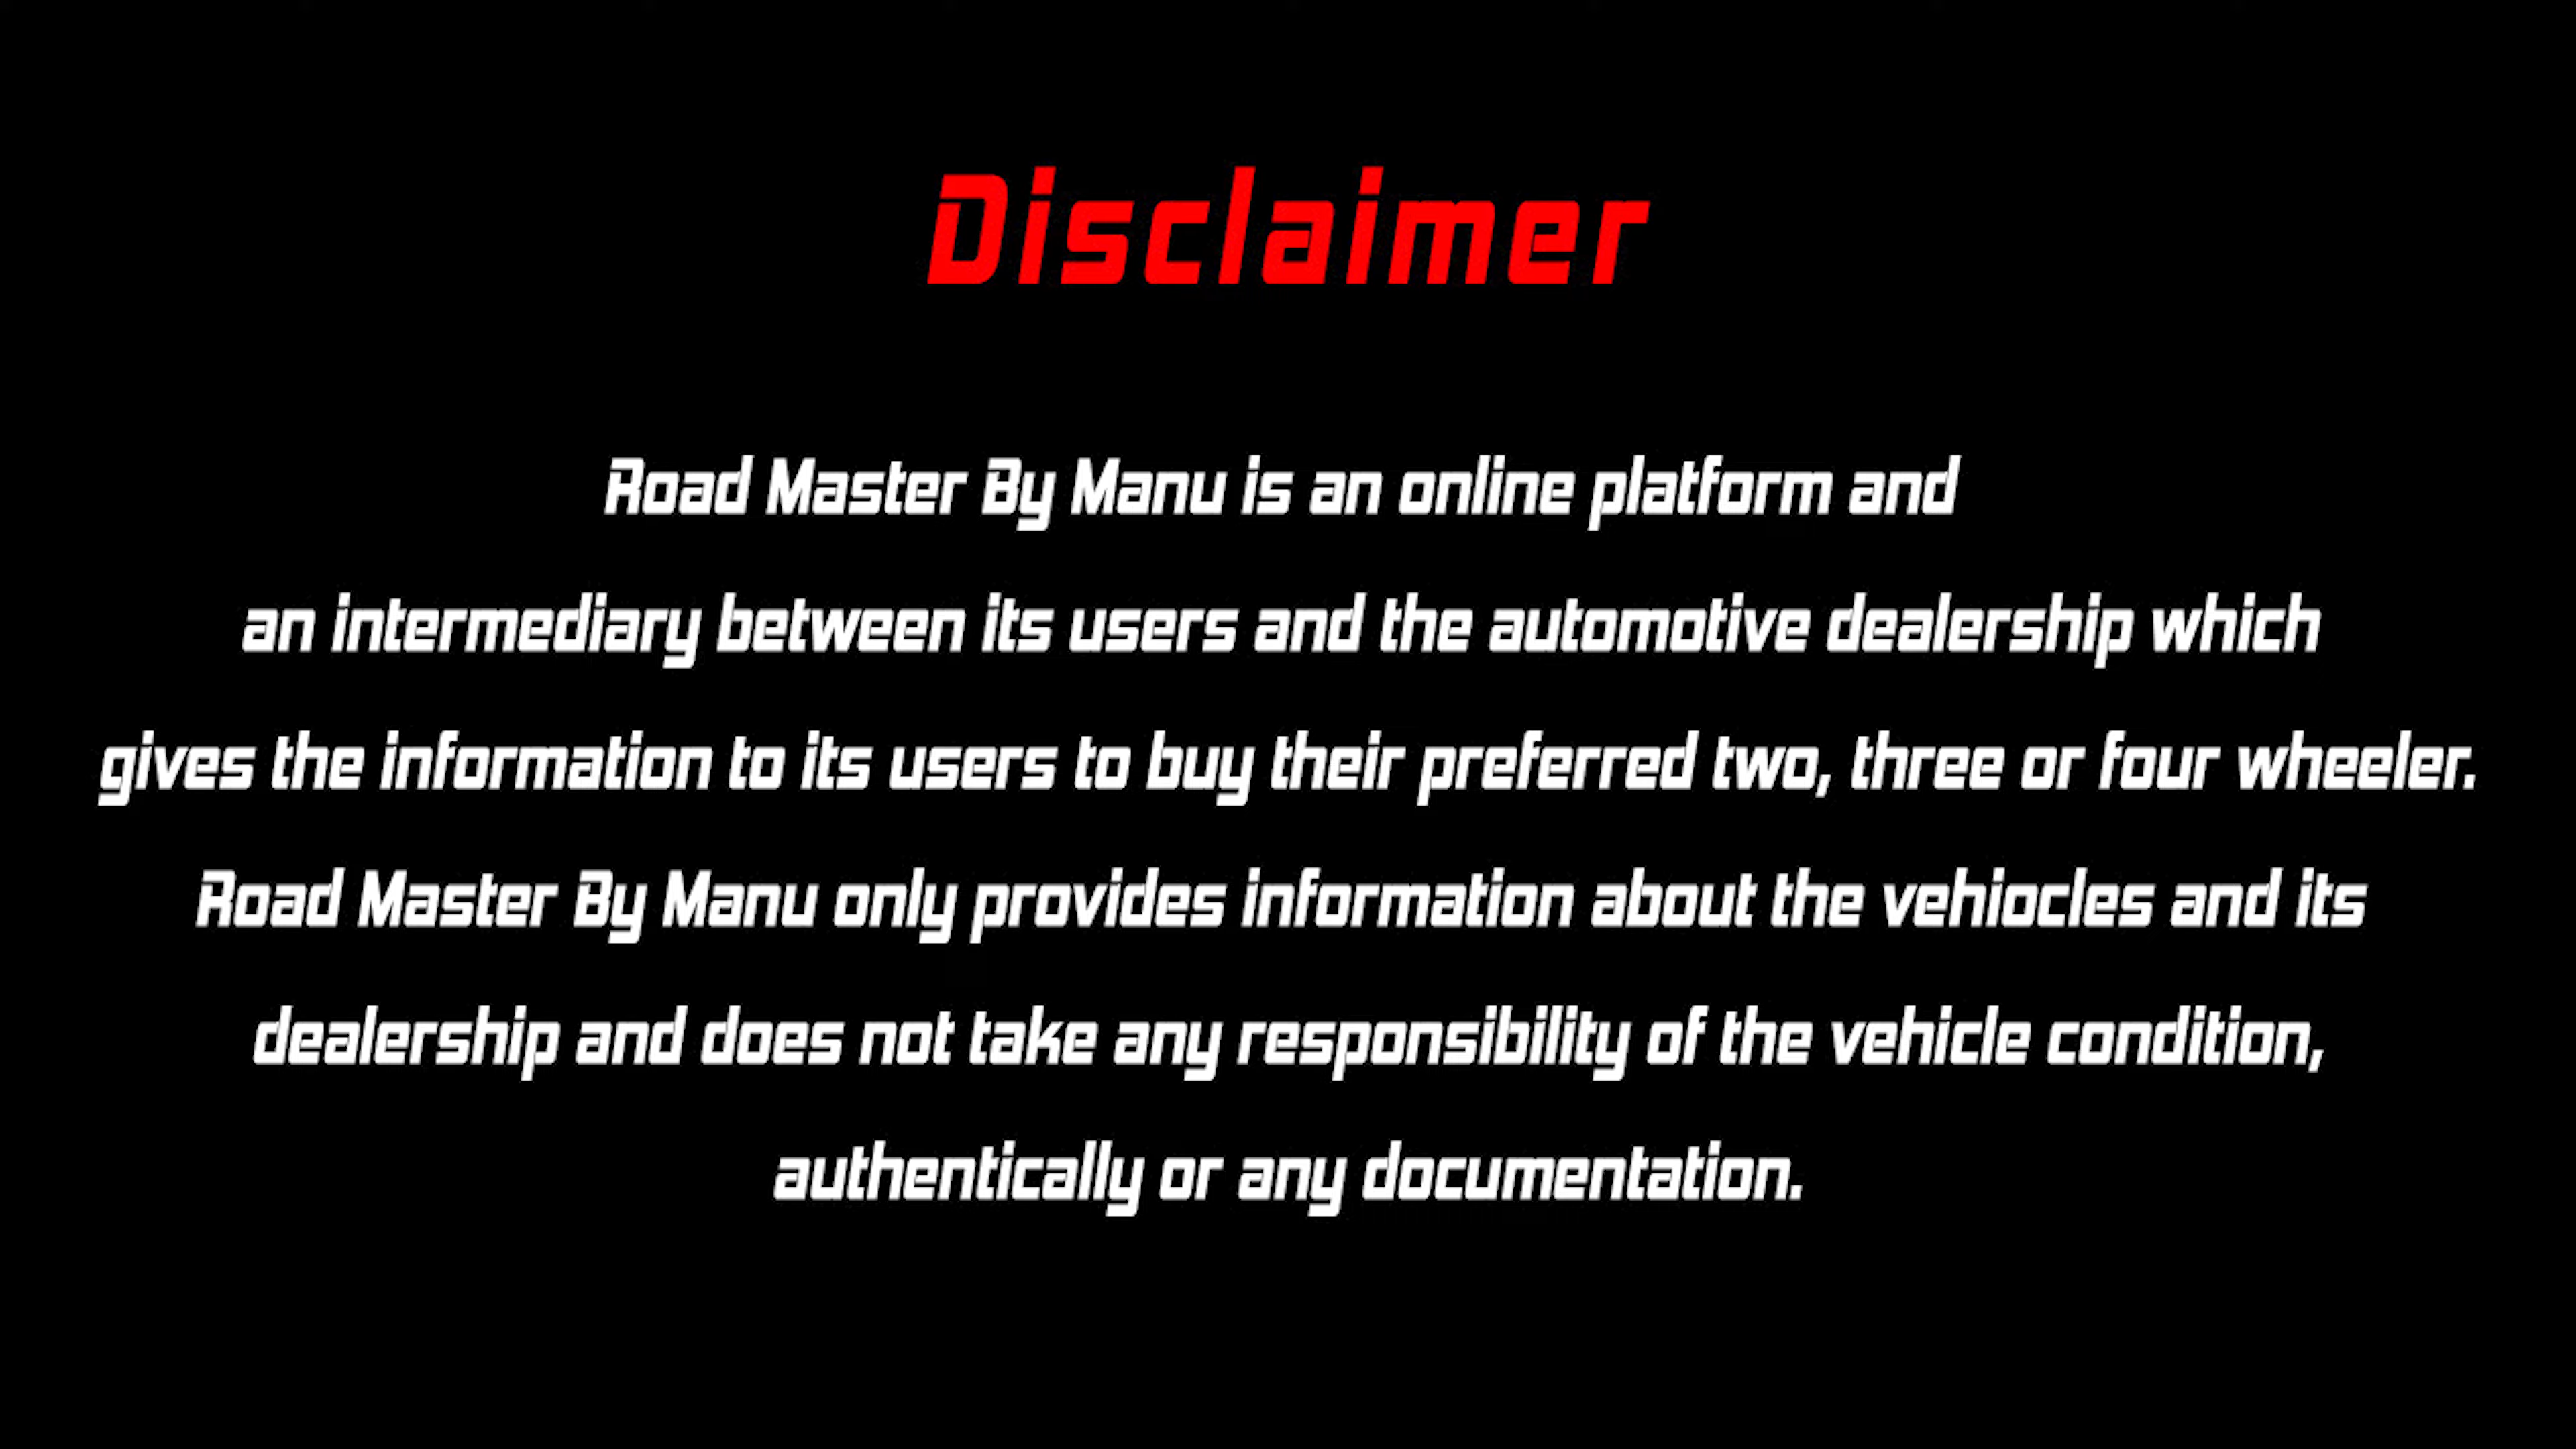 Disclaimer
Road Master By Manu is an online platform and
an intermediary between its users and the automotive dealership which
gives the information to its users to buy their preferred two, three or four wheeler.
Road Master By Manu only provides information about the vehiocles and its
dealership and does not take any responsibility of the vehicle condition,
authentically or any documentation.